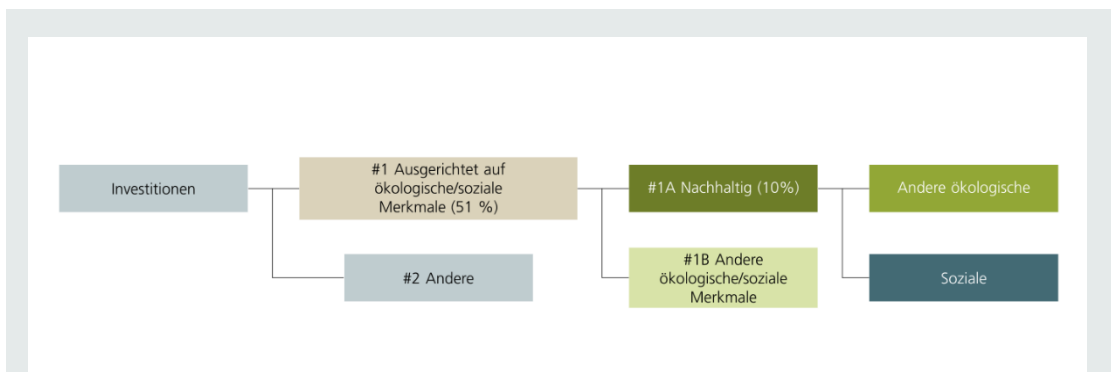 Investitionen
#1 Ausgerichtet auf
ökologische/soziale
Merkmale (51 %)
#1A Nachhaltig (10%)
Andere ökologische
#2 Andere
#1B Andere
ökologische/soziale
Merkmale
Soziale